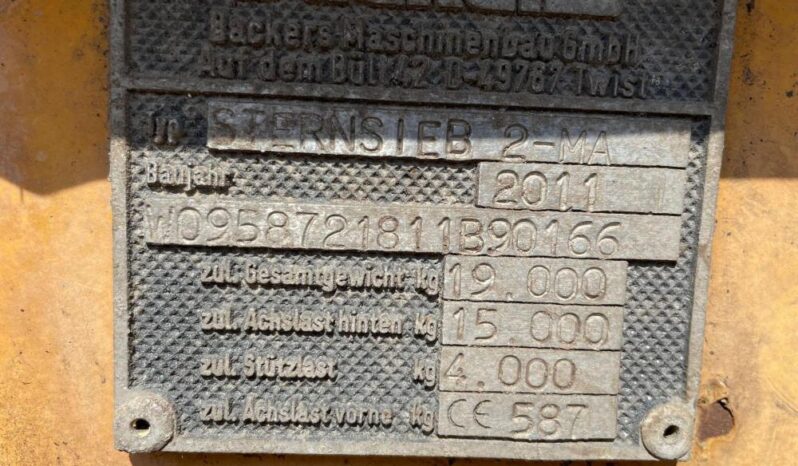 Backers Maschinenbau GmbH
Auf dem Bült 42 D-49767 Twist
Typ STERNSIEB 2-MA
Baujahr 2011
W0958721811B90166
zul. Gesamtgewicht kg 19.000
zul. Achslast hinten kg 15.000
zul. Stützlast kg 4.000
zul. Achslast vorne kg CE 587